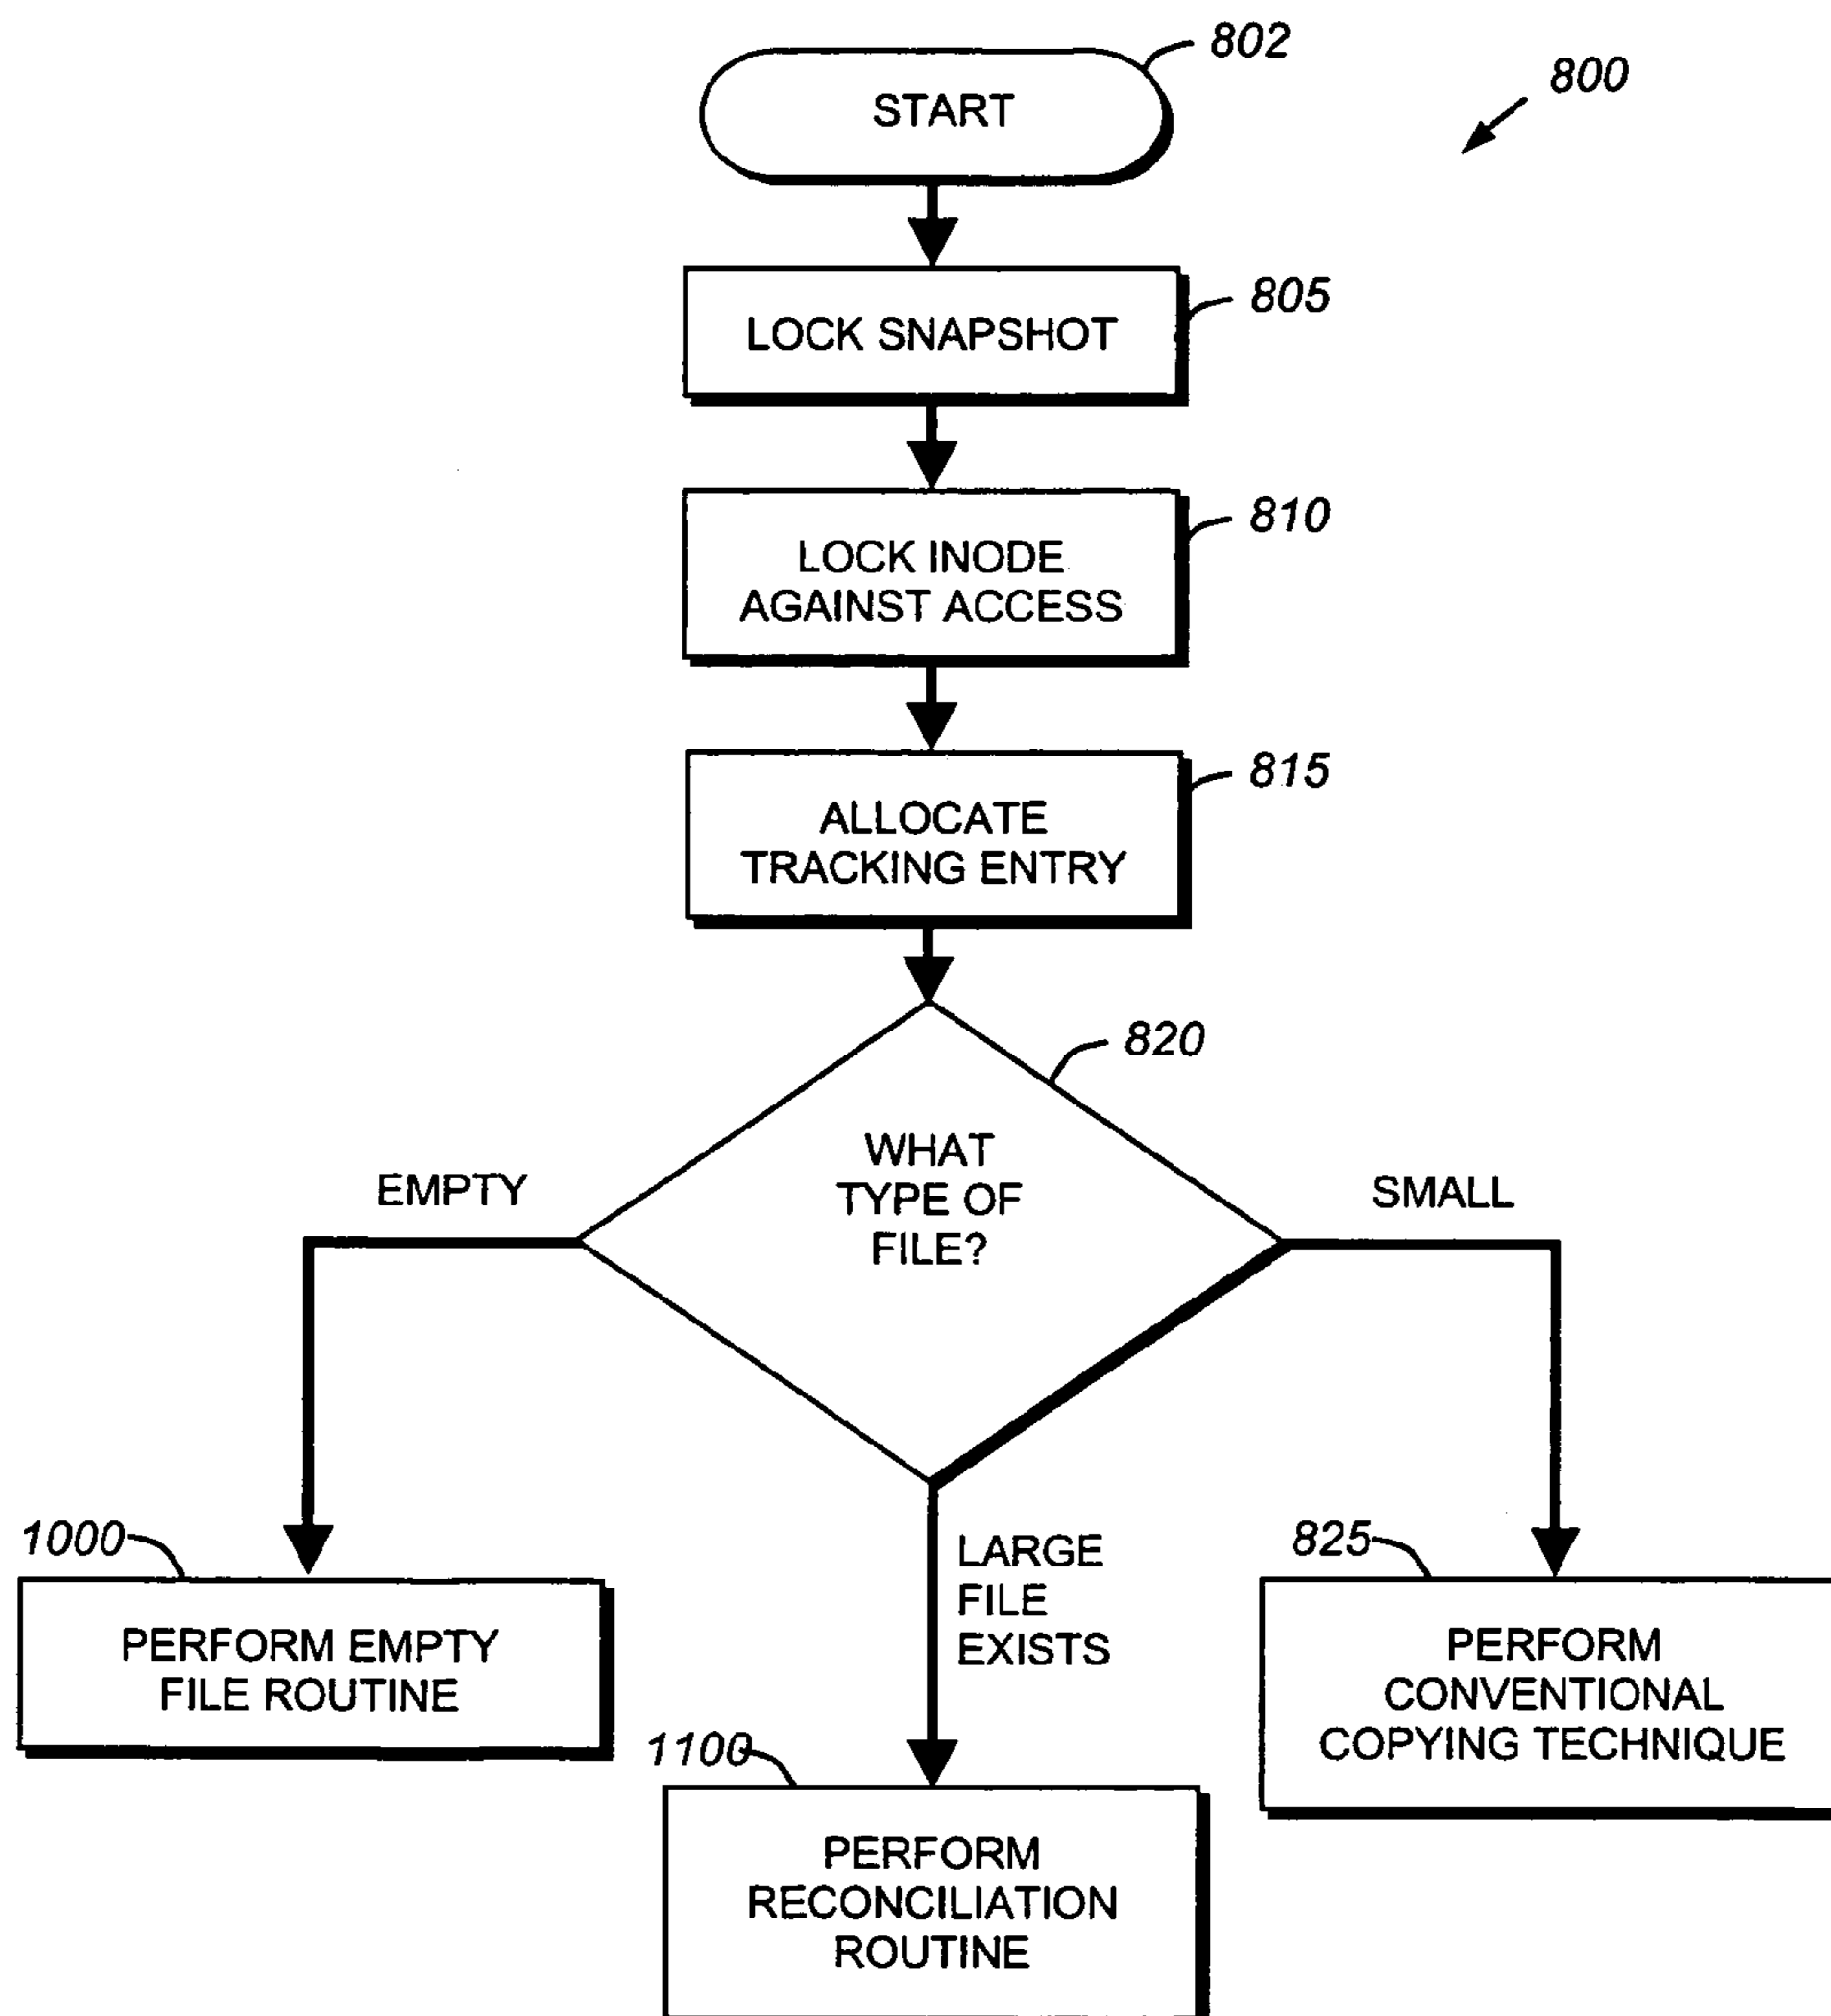 802
START
800
805
LOCK SNAPSHOT
810
LOCK INODE
AGAINST ACCESS
815
ALLOCATE
TRACKING ENTRY
820
WHAT
TYPE OF
FILE?
EMPTY
SMALL
1000
PERFORM EMPTY
FILE ROUTINE
LARGE
FILE
EXISTS
825
PERFORM
CONVENTIONAL
COPYING TECHNIQUE
1100
PERFORM
RECONCILIATION
ROUTINE